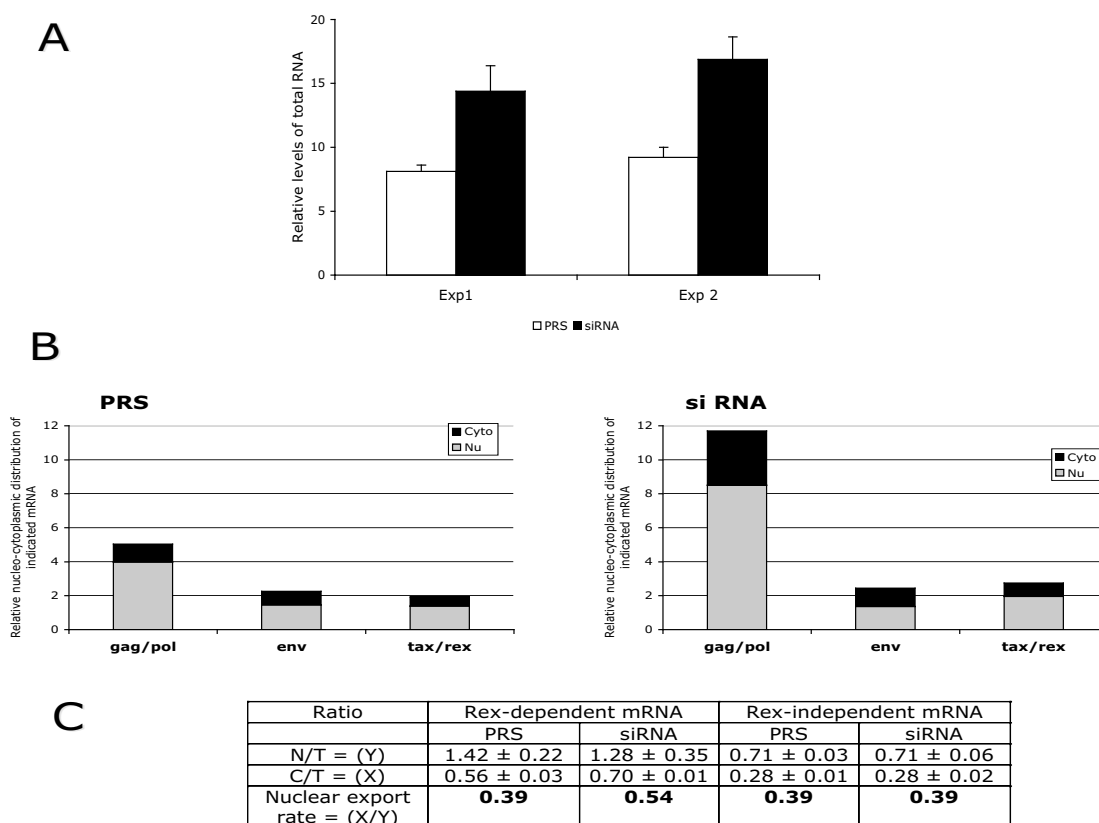 A
Relative levels of total RNA
20
15
10
5
0
Exp1 Exp 2
PRS siRNA
B
PRS
Relative nucleo-cytoplasmic distribution of
indicated mRNA
12
10
8
6
4
2
0
Cyto
Nu
gag/pol env tax/rex
si RNA
Relative nucleo-cytoplasmic distribution of
indicated mRNA
12
10
8
6
4
2
0
Cyto
Nu
gag/pol env tax/rex
C
Ratio Rex-dependent mRNA Rex-independent mRNA
PRS siRNA PRS siRNA
N/T = (Y) 1.42 ± 0.22 1.28 ± 0.35 0.71 ± 0.03 0.71 ± 0.06
C/T = (X) 0.56 ± 0.03 0.70 ± 0.01 0.28 ± 0.01 0.28 ± 0.02
Nuclear export 0.39 0.54 0.39 0.39
rate = (X/Y)